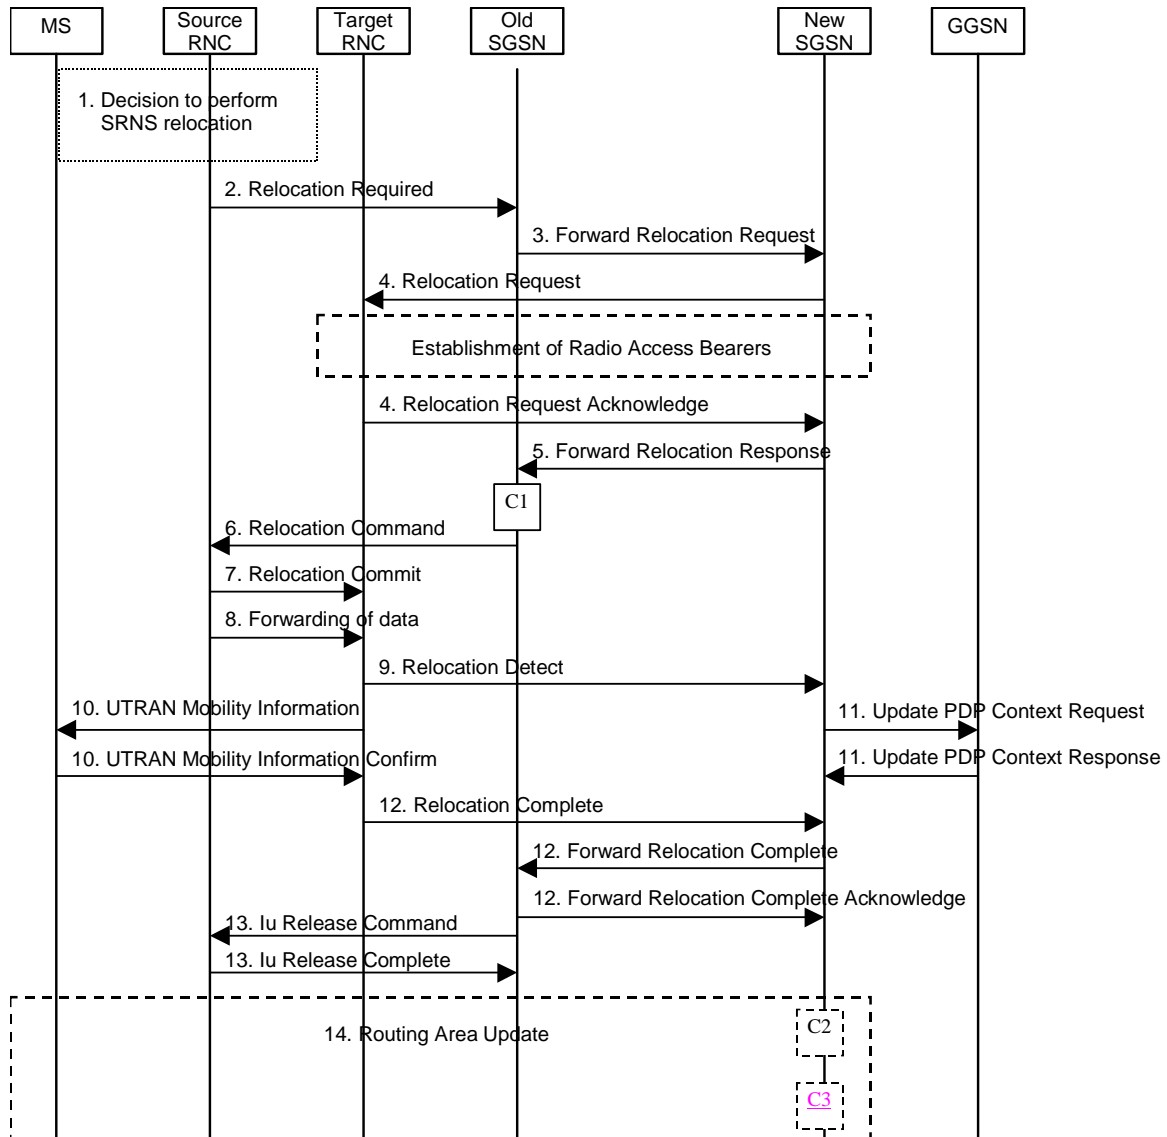 MS
Source
RNC
Target
RNC
Old
SGSN
New
SGSN
GGSN
1. Decision to perform
SRNS relocation
2. Relocation Required
3. Forward Relocation Request
4. Relocation Request
Establishment of Radio Access Bearers
4. Relocation Request Acknowledge
5. Forward Relocation Response
C1
6. Relocation Command
7. Relocation Commit
8. Forwarding of data
9. Relocation Detect
10. UTRAN Mobility Information
11. Update PDP Context Request
10. UTRAN Mobility Information Confirm
11. Update PDP Context Response
12. Relocation Complete
12. Forward Relocation Complete
12. Forward Relocation Complete Acknowledge
13. Iu Release Command
13. Iu Release Complete
14. Routing Area Update
C2
C3